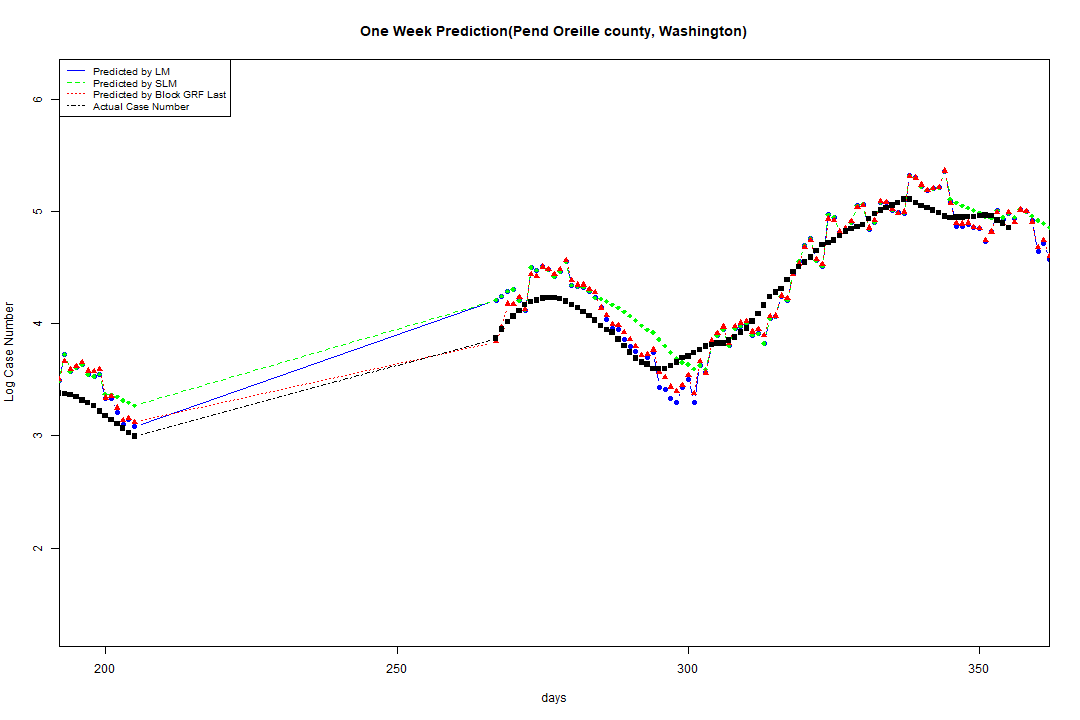 One Week Prediction(Pend Oreille county, Washington)
Predicted by LM
Predicted by SLM
Predicted by Block GRF Last
Actual Case Number
Log Case Number
6
5
4
3
2
200 250 300 350
days